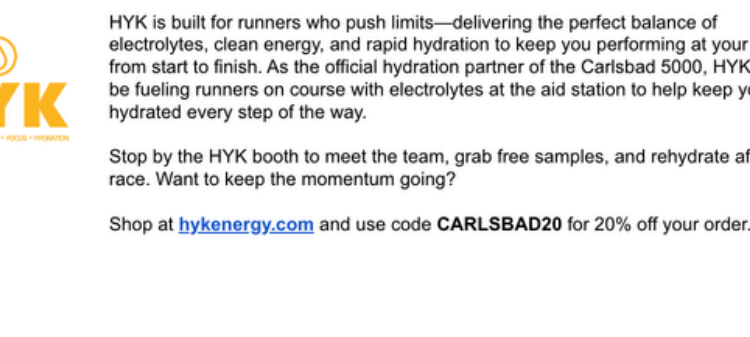 HYK is built for runners who push limits—delivering the perfect balance of
electrolytes, clean energy, and rapid hydration to keep you performing at your
from start to finish. As the official hydration partner of the Carlsbad 5000, HYK
be fueling runners on course with electrolytes at the aid station to help keep
hydrated every step of the way.
YK
• FOCUS • HYDRATION
Stop by the HYK booth to meet the team, grab free samples, and rehydrate
race. Want to keep the momentum going?
Shop at hykenergy.com and use code CARLSBAD20 for 20% off your order.